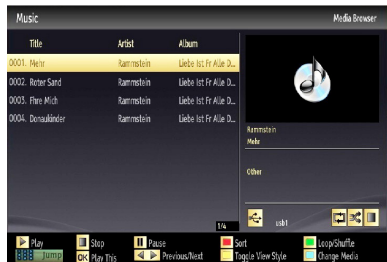 Music Media Browser
Title Artist Album
0001. Mehr Rammstein Liebe Ist Fr Alle D...
0002. Roter Sand Rammstein Liebe Ist Fr Alle D...
0003. Fhre Mich Rammstein Liebe Ist Fr Alle D...
0004. Donaukinder Rammstein Liebe Ist Fr Alle D...
Rammstein
Mehr
Other
1/4
usb1
Play Stop Pause Sort Loop/Shuffle
Jump OK Play This Previous/Next Toggle View Style Change Media